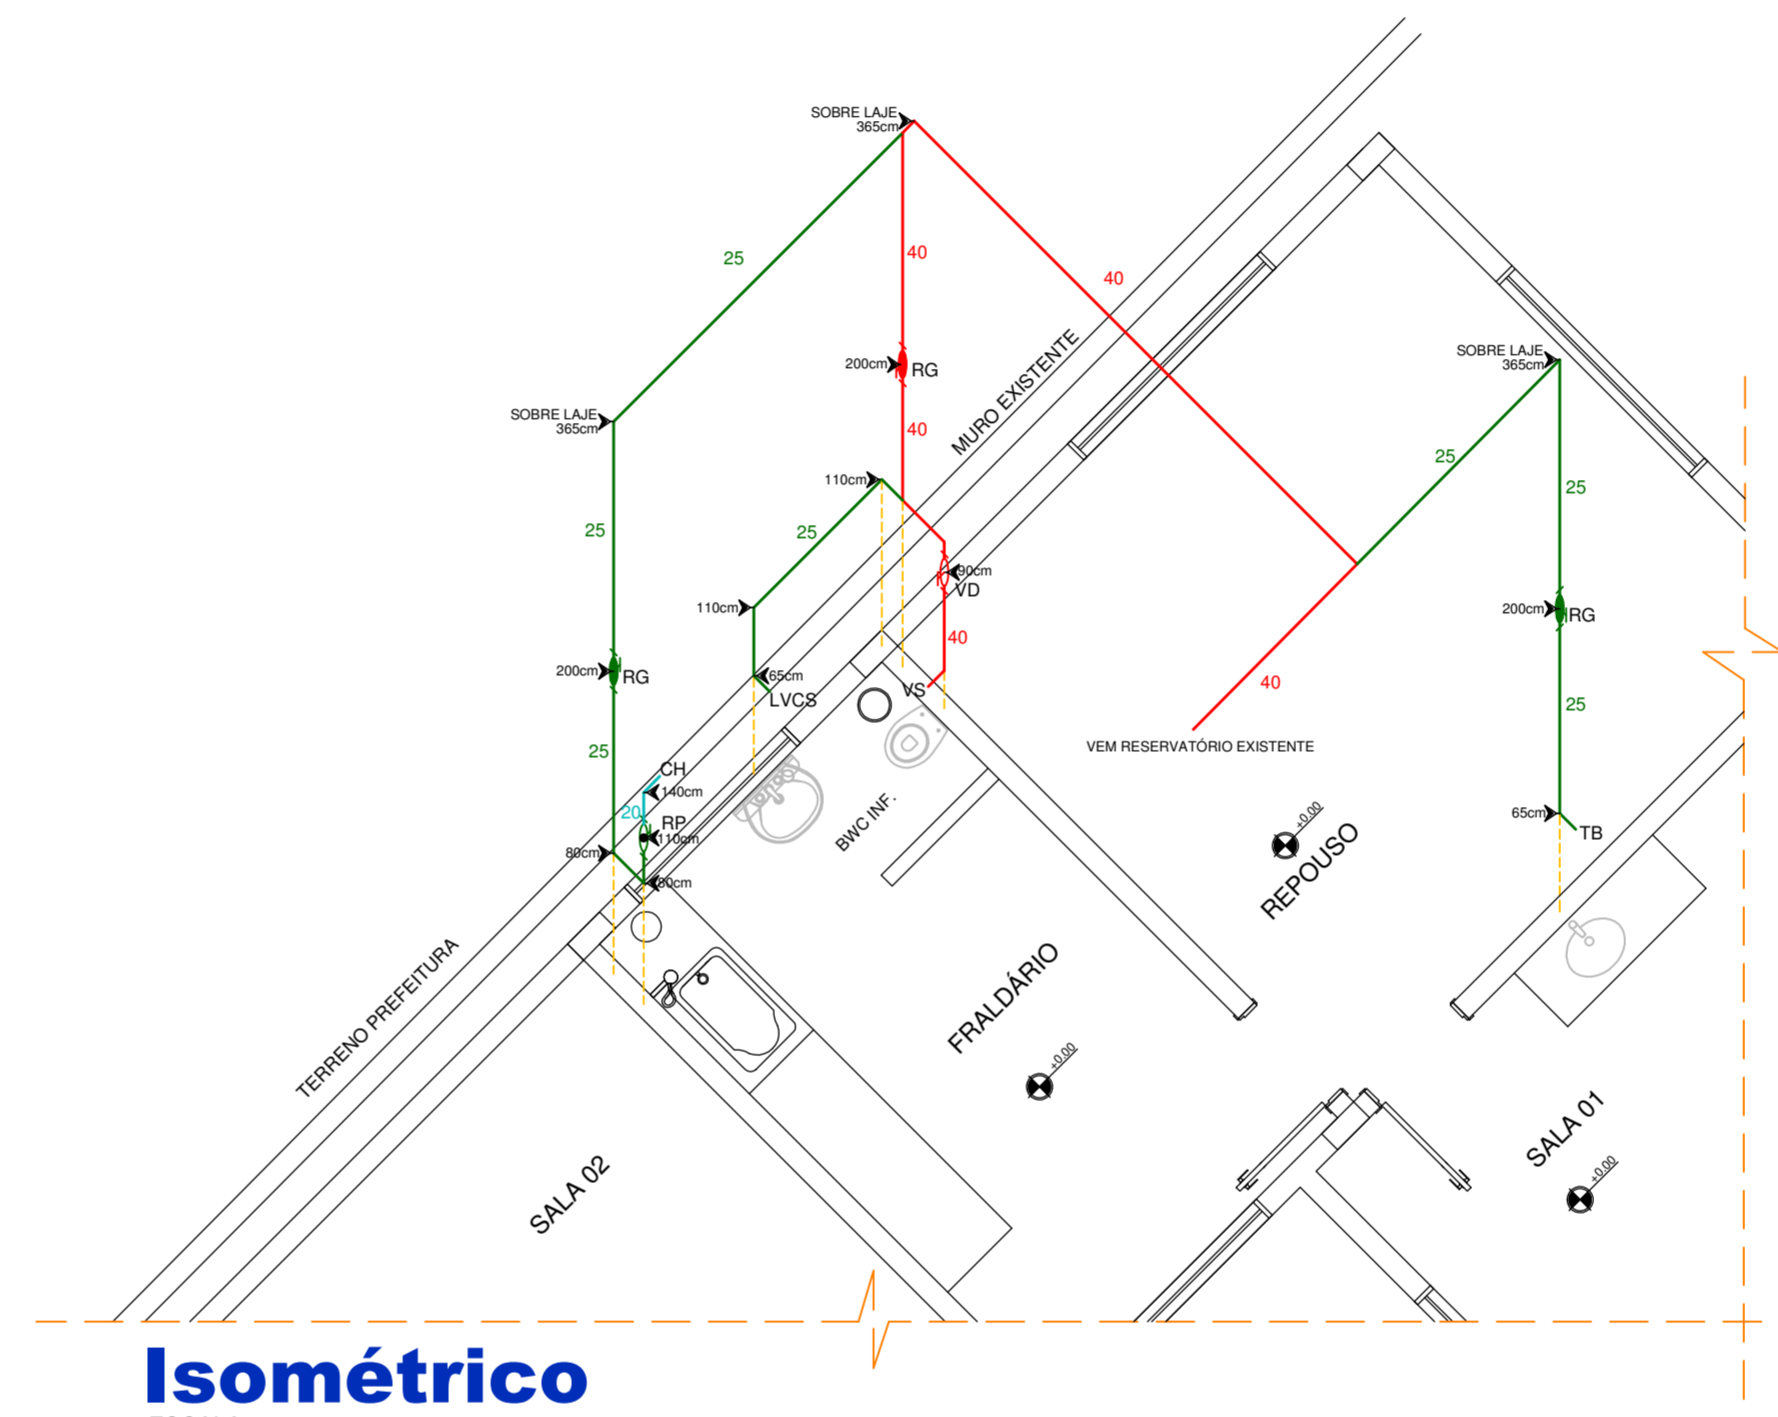 SOBRE LAJE
365cm
25
40
40
RG
200cm
MURO EXISTENTE
SOBRE LAJE
365cm
SOBRE LAJE
365cm
40
25
25
110cm
25
25
90cm
VD
110cm
200cm
RG
40
65cm
LVCS
VS
200cm
RG
40
VEM RESERVATÓRIO EXISTENTE
25
25
CH
140cm
20
RP
110cm
80cm
80cm
65cm
TB
BWC INF.
+0.00
REPOUSO
TERRENO PREFEITURA
FRALDÁRIO
+0.00
SALA 01
+0.00
SALA 02
Isométrico